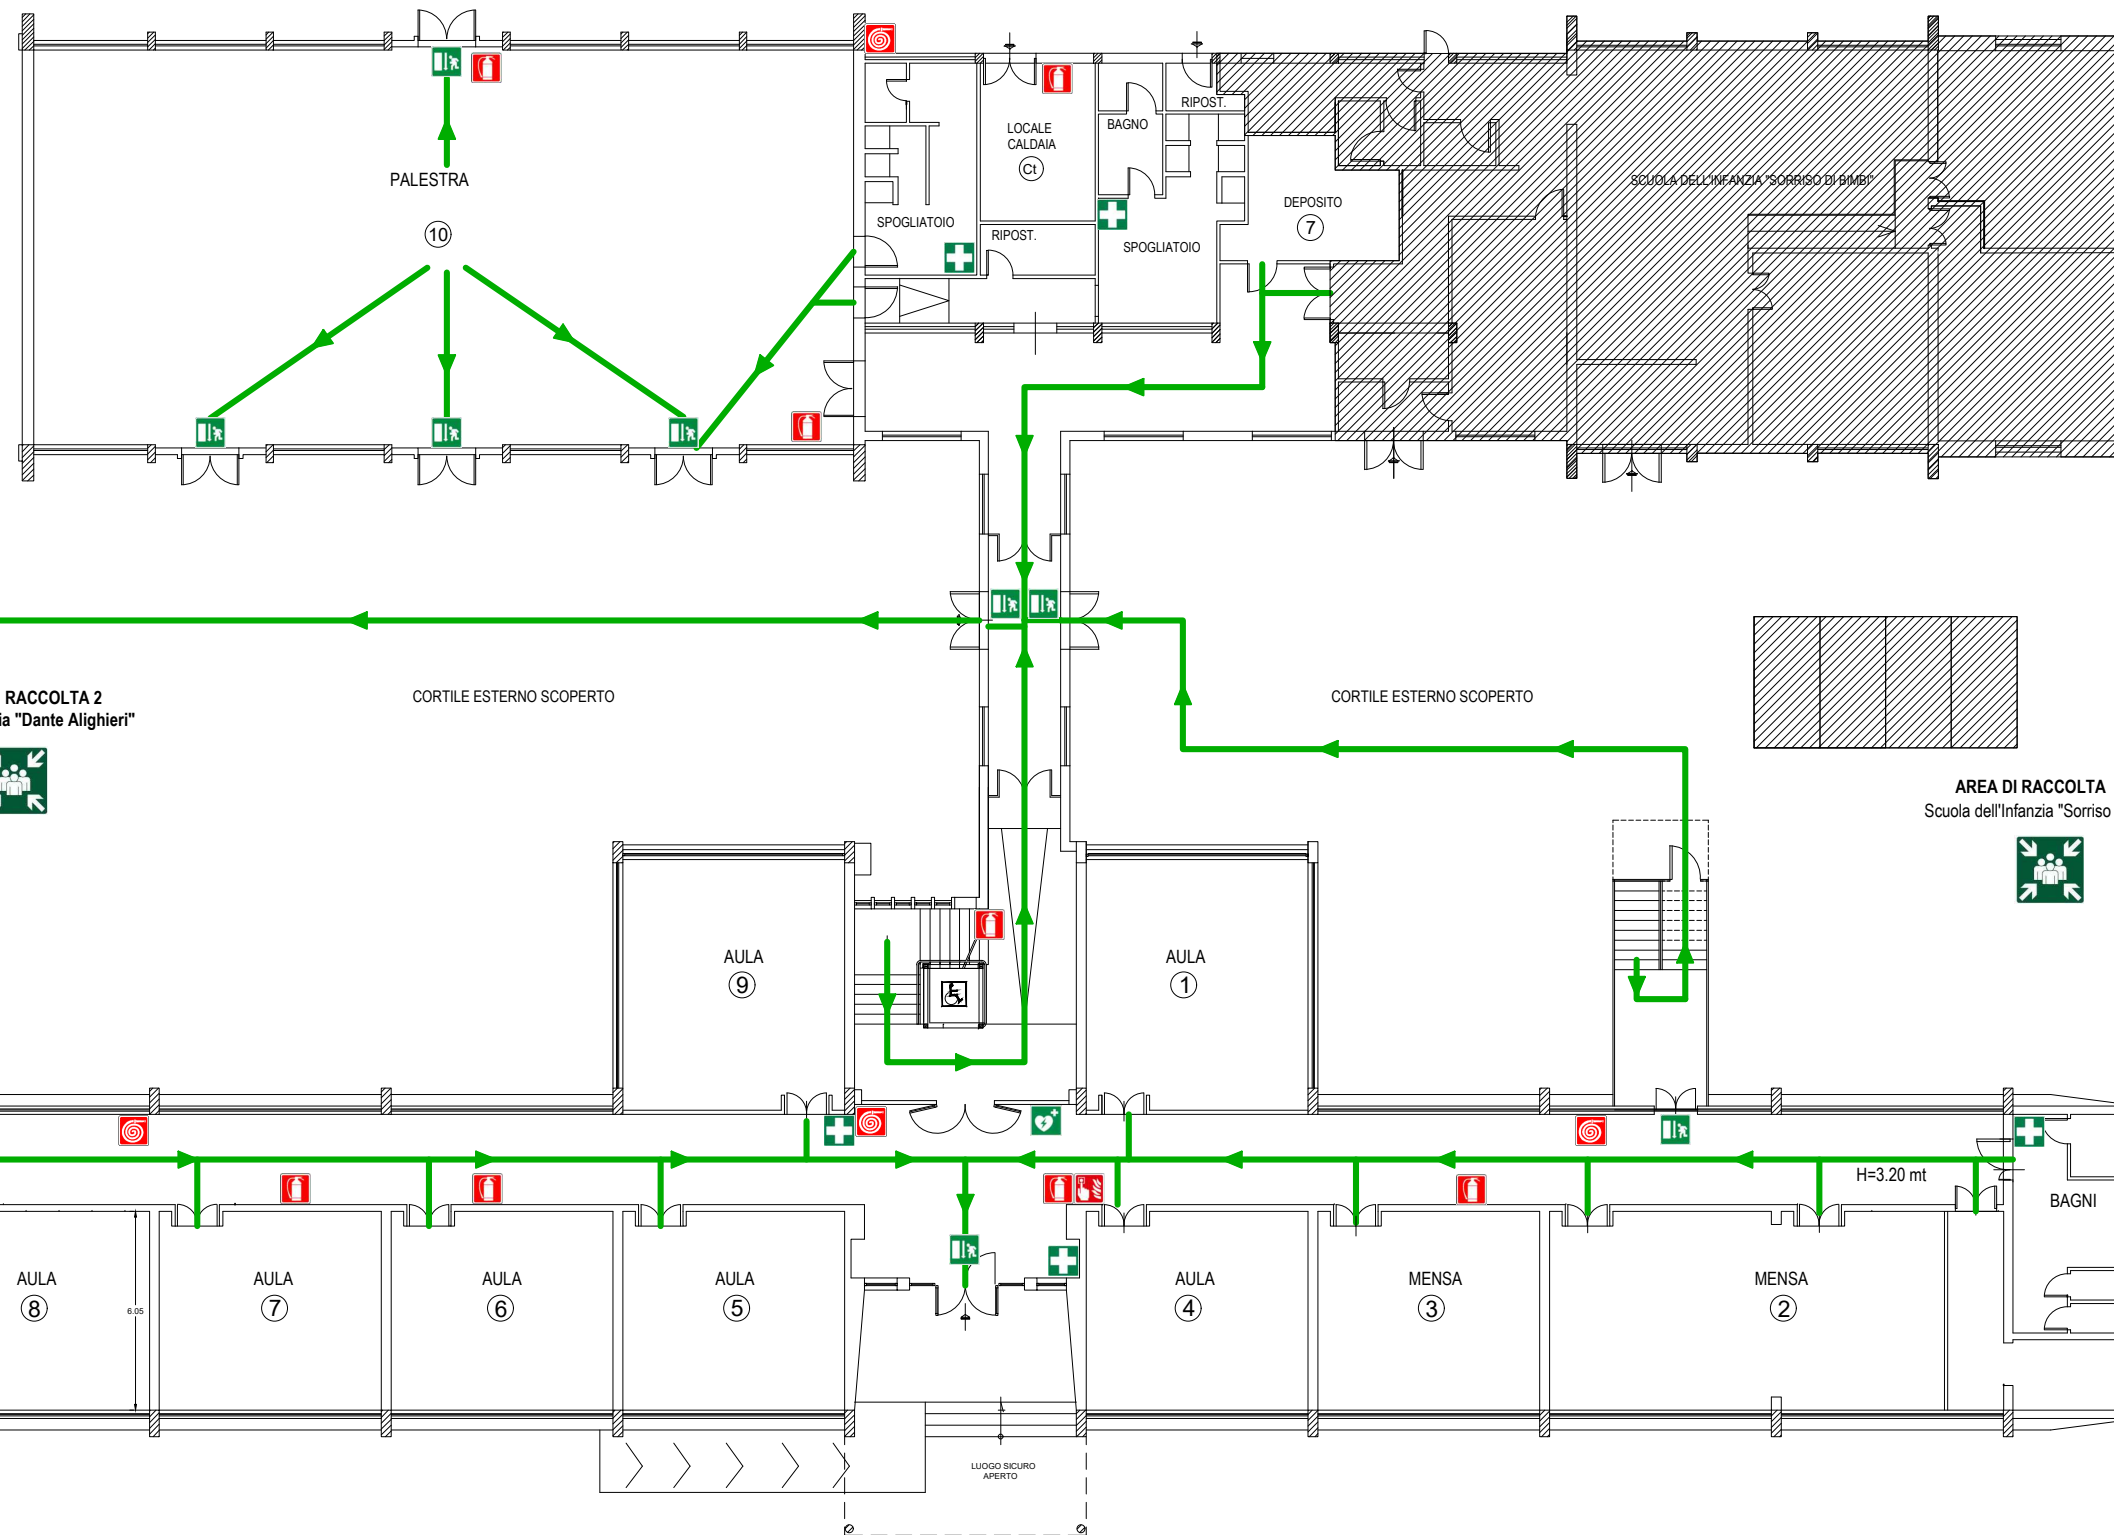 PALESTRA
10
SPOGLIATOIO
LOCALE
CALDAIA
Ct
RIPOST.
BAGNO
RIPOST.
SPOGLIATOIO
DEPOSITO
7
SCUOLA DELL'INFANZIA "SORRISO DI BIMBI"
RACCOLTA 2
ia "Dante Alighieri"
CORTILE ESTERNO SCOPERTO
CORTILE ESTERNO SCOPERTO
AREA DI RACCOLTA
Scuola dell'Infanzia "Sorriso
AULA
9
AULA
1
H=3.20 mt
BAGNI
AULA
8
6.05
AULA
7
AULA
6
AULA
5
AULA
4
MENSA
3
MENSA
2
LUOGO SICURO
APERTO